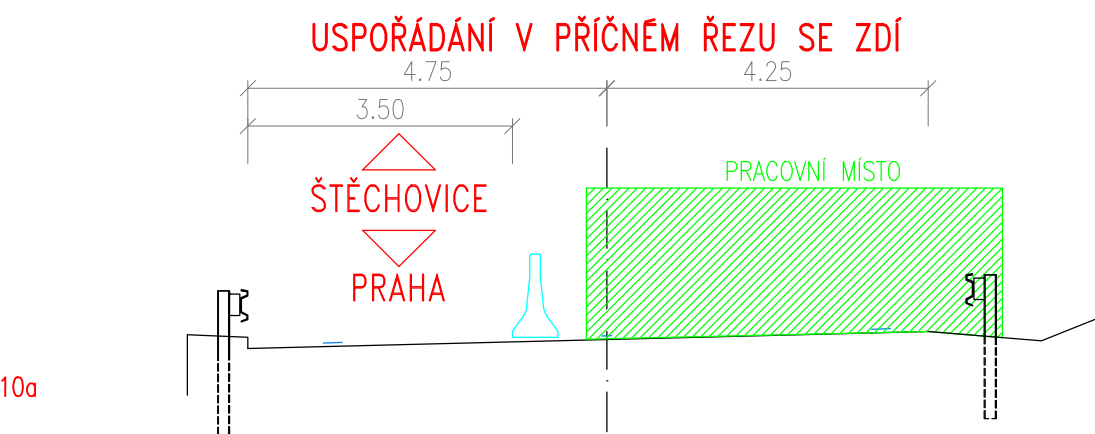 USPOŘÁDÁNÍ V PŘÍČNÉM ŘEZU SE ZDÍ
4.75
4.25
3.50
PRACOVNÍ MÍSTO
ŠTĚCHOVICE
PRAHA
10a